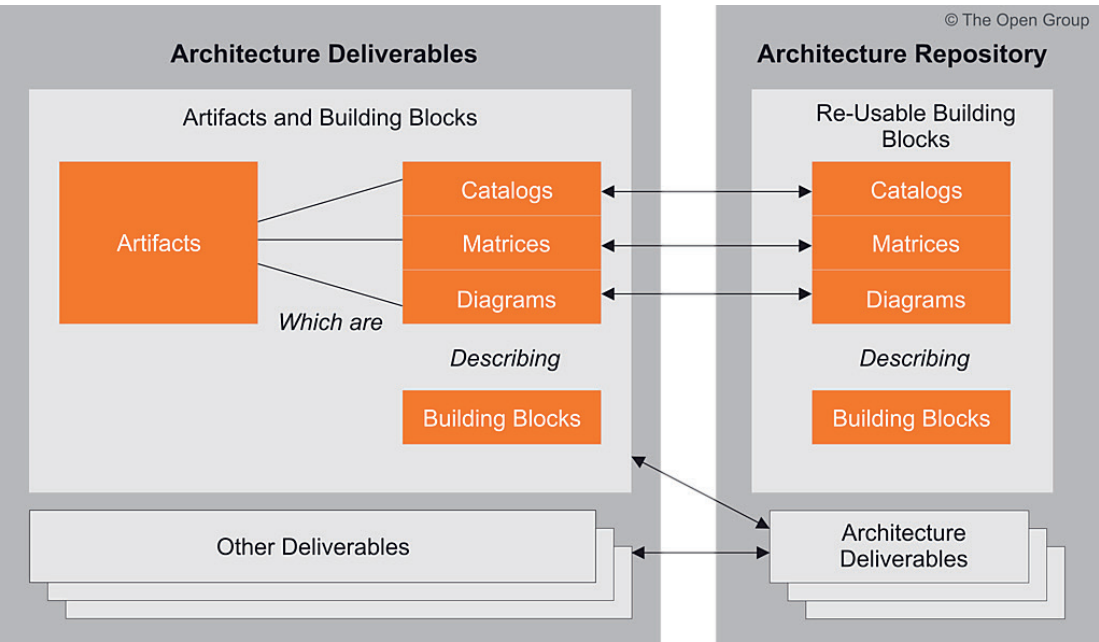 © The Open Group
Architecture Deliverables
Architecture Repository
Artifacts and Building Blocks
Re-Usable Building
Blocks
Artifacts
Catalogs
Matrices
Diagrams
Which are
Describing
Building Blocks
Catalogs
Matrices
Diagrams
Describing
Building Blocks
Other Deliverables
Architecture
Deliverables